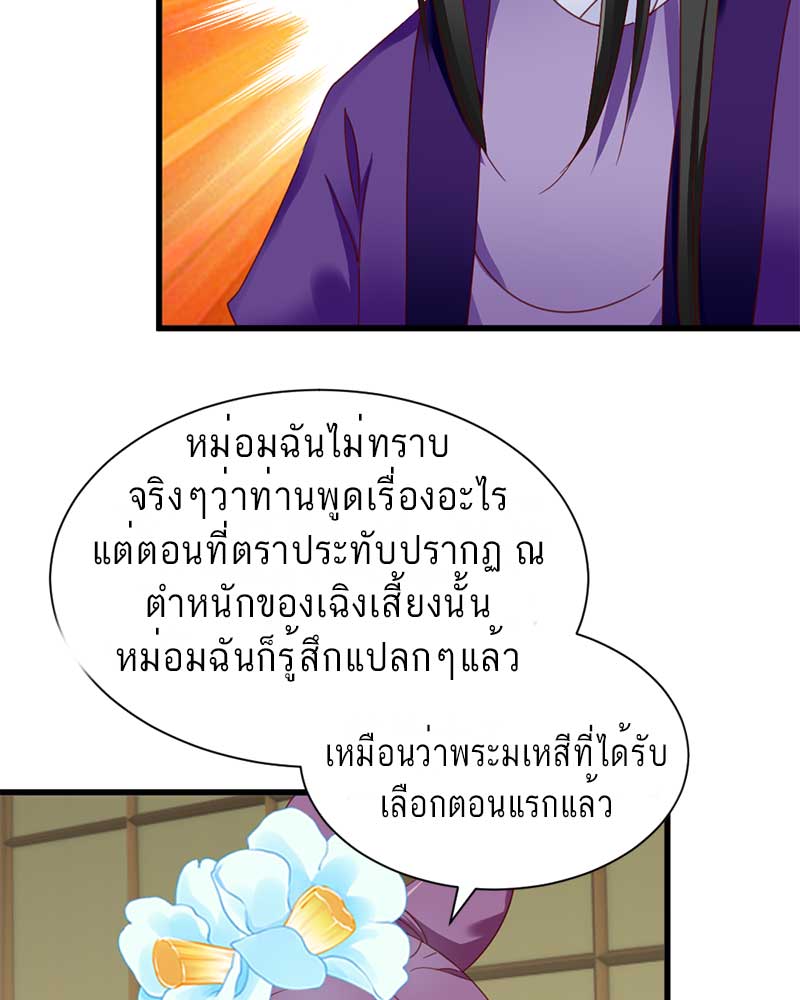 หม่อมฉันไม่ทราบ
จริงๆว่าท่านพูดเรื่องอะไร
แต่ตอนที่ตราประทับปรากฏ ณ
ตำหนักของเฉิงเสี้ยงนั้น
หม่อมฉันก็รู้สึกแปลกๆแล้ว
เหมือนว่าพระมเหสีที่ได้รับ
เลือกตอนแรกแล้ว